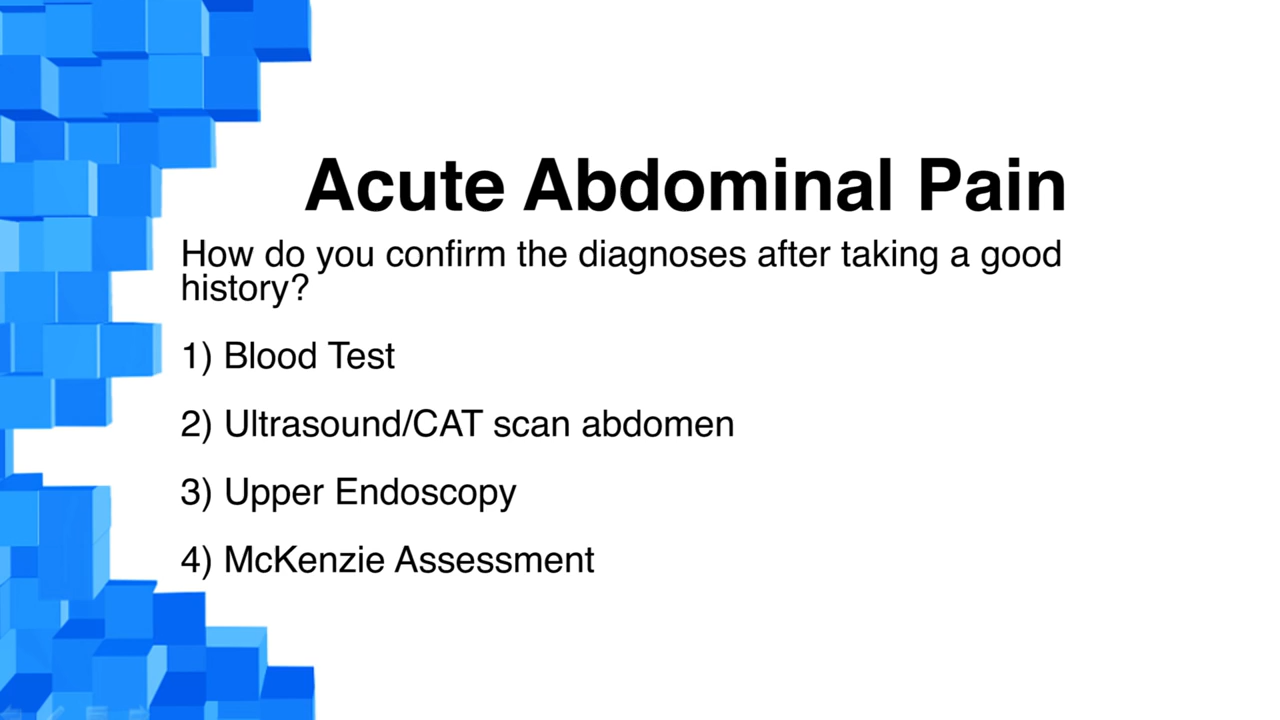 Acute Abdominal Pain
How do you confirm the diagnoses after taking a good
history?
1) Blood Test
2) Ultrasound/CAT scan abdomen
3) Upper Endoscopy
4) McKenzie Assessment